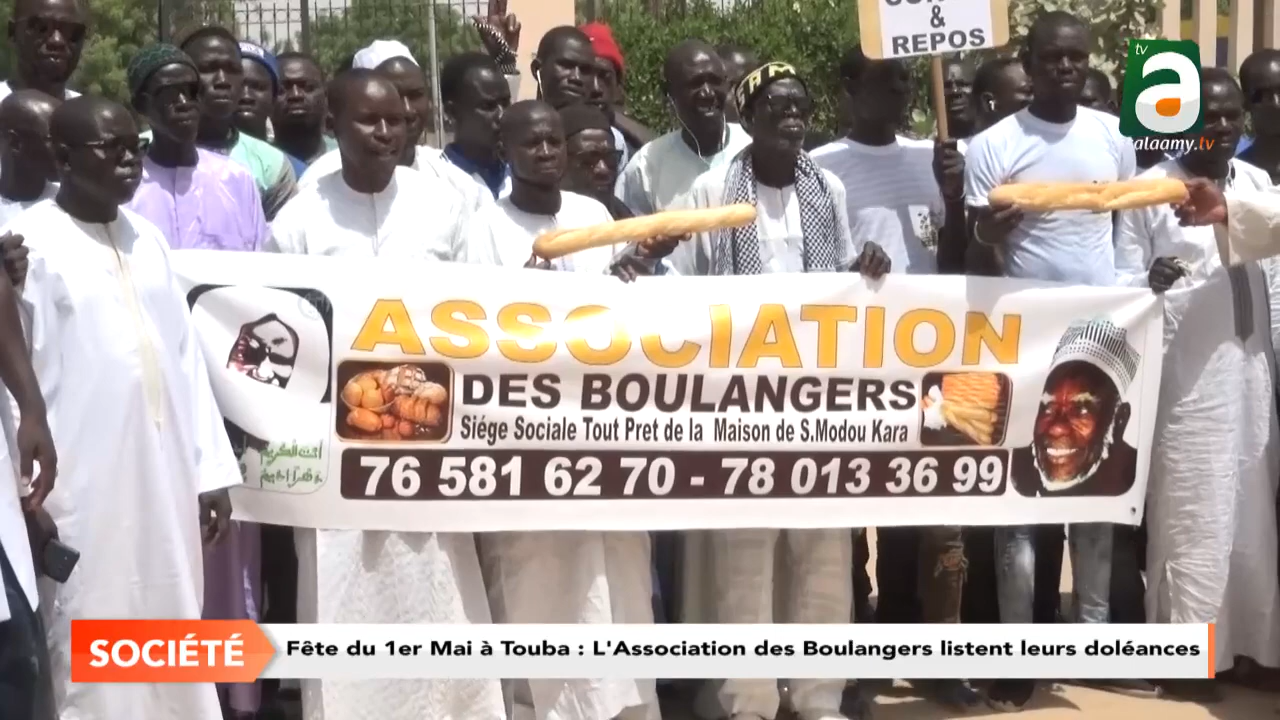 & 
REPOS
tv
a
alaamy.tv
ASSOCIATION
DES BOULANGERS
Siége Sociale Tout Pret de la Maison de S.Modou Kara
76 581 62 70 - 78 013 36 99
SOCIÉTÉ
Fête du 1er Mai à Touba : L'Association des Boulangers listent leurs doléances